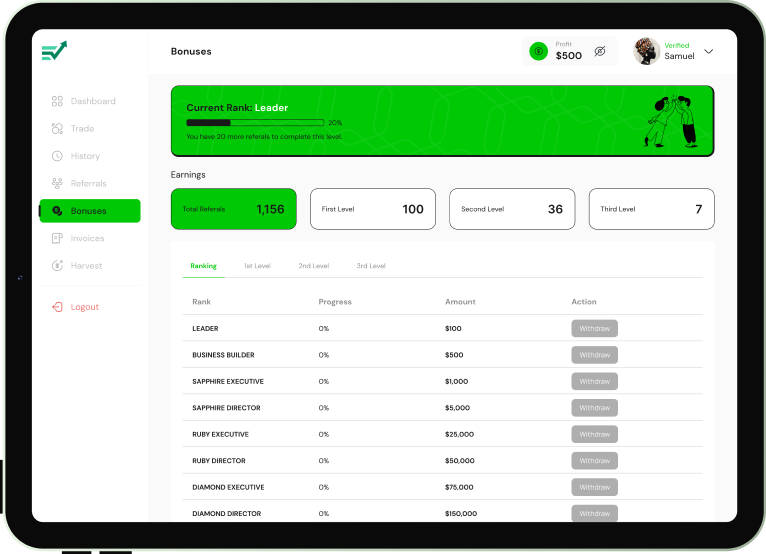 Bonuses
Profit
$500
Verified
Samuel
Dashboard
Trade
History
Referrals
Bonuses
Invoices
Harvest
Logout
Current Rank: Leader
20%
You have 20 more referals to complete this level.
Earnings
Total Referals 1,156
First Level 100
Second Level 36
Third Level 7
Ranking 1st Level 2nd Level 3rd Level
Rank Progress Amount Action
LEADER 0% $100 Withdraw
BUSINESS BUILDER 0% $500 Withdraw
SAPPHIRE EXECUTIVE 0% $1,000 Withdraw
SAPPHIRE DIRECTOR 0% $5,000 Withdraw
RUBY EXECUTIVE 0% $25,000 Withdraw
RUBY DIRECTOR 0% $50,000 Withdraw
DIAMOND EXECUTIVE 0% $75,000 Withdraw
DIAMOND DIRECTOR 0% $150,000 Withdraw